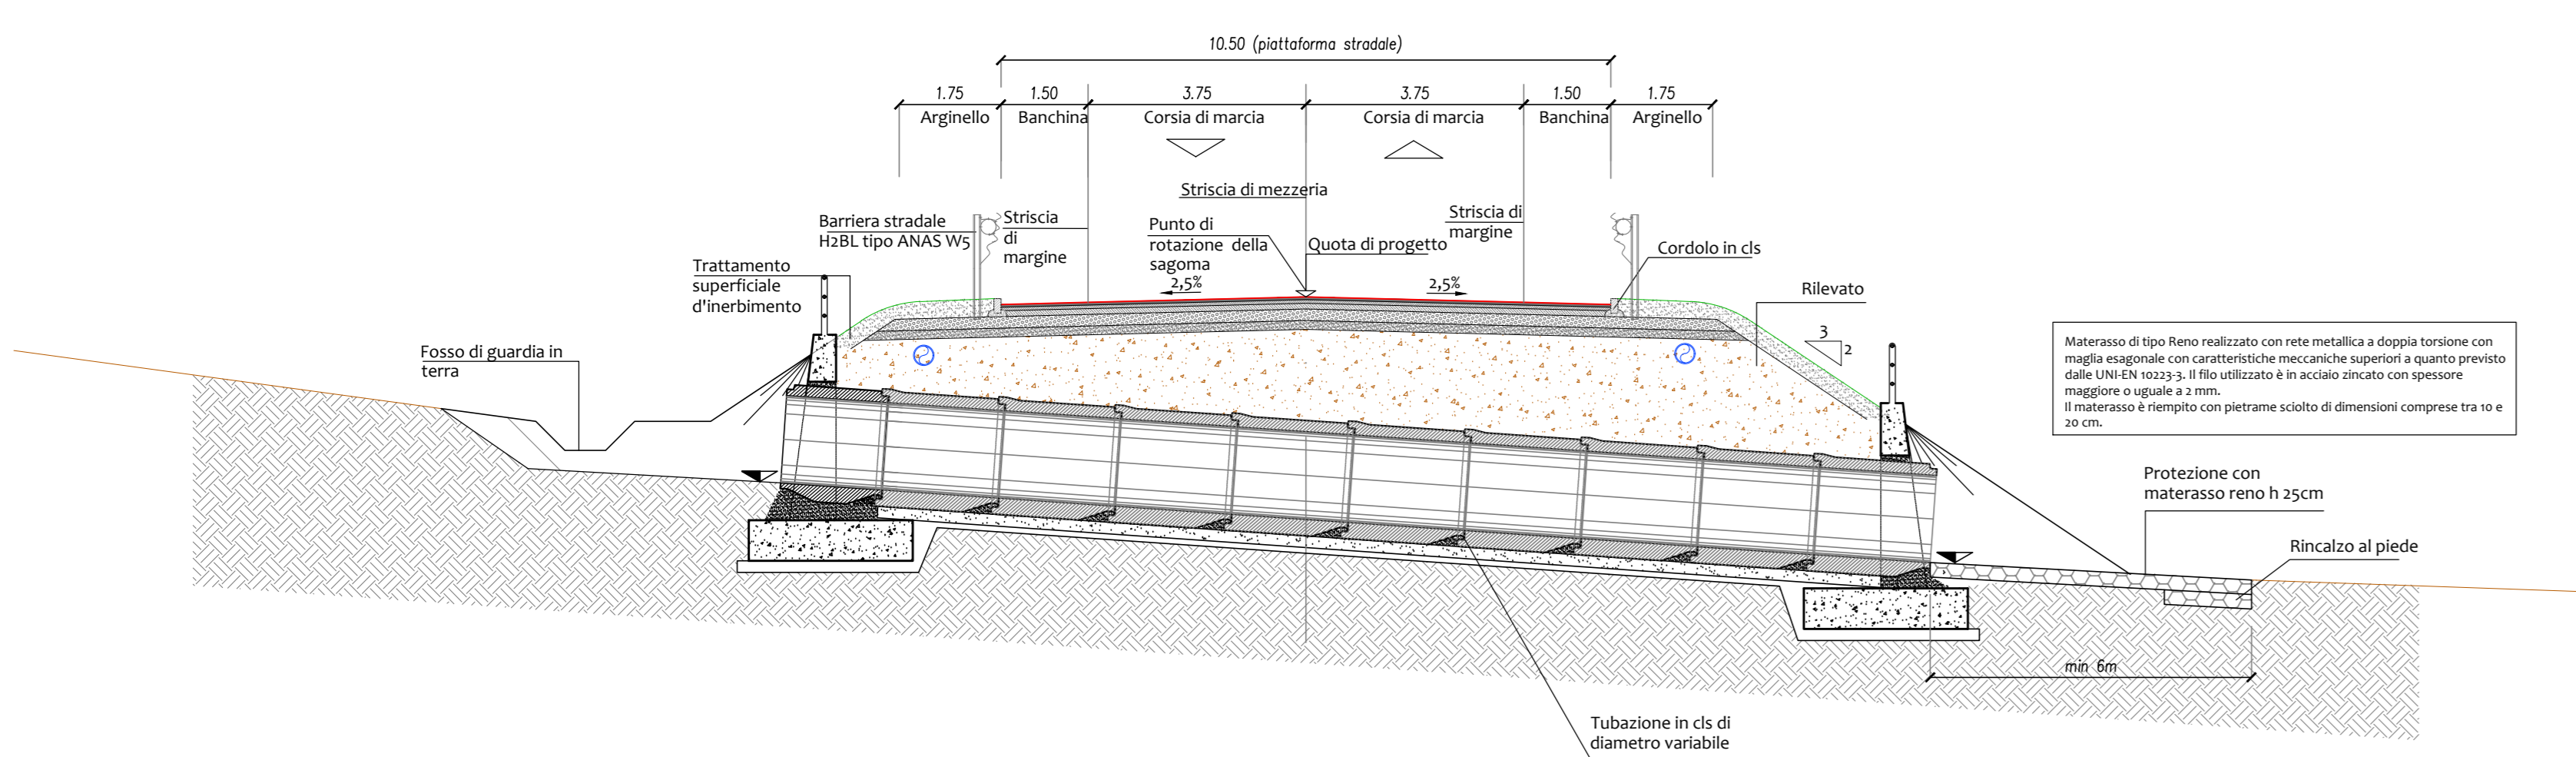 10.50 (piattaforma stradale)
1.75
1.50
3.75
3.75
1.50
1.75
Arginello
Banchina
Corsia di marcia
Corsia di marcia
Banchina
Arginello
Striscia di mezzeria
Barriera stradale
H2BL tipo ANAS W5
Striscia
di
margine
Punto di
rotazione della
sagoma
2,5%
Quota di progetto
2,5%
Striscia di
margine
Cordolo in cls
Trattamento
superficiale
d'inerbimento
Rilevato
3
2
Fosso di guardia in
terra
Materasso di tipo Reno realizzato con rete metallica a doppia torsione con
maglia esagonale con caratteristiche meccaniche superiori a quanto previsto
dalle UNI-EN 10223-3. Il filo utilizzato è in acciaio zincato con spessore
maggiore o uguale a 2 mm.
Il materasso è riempito con pietrame sciolto di dimensioni comprese tra 10 e
20 cm.
Protezione con
materasso reno h 25cm
Rincalzo al piede
min 6m
Tubazione in cls di
diametro variabile